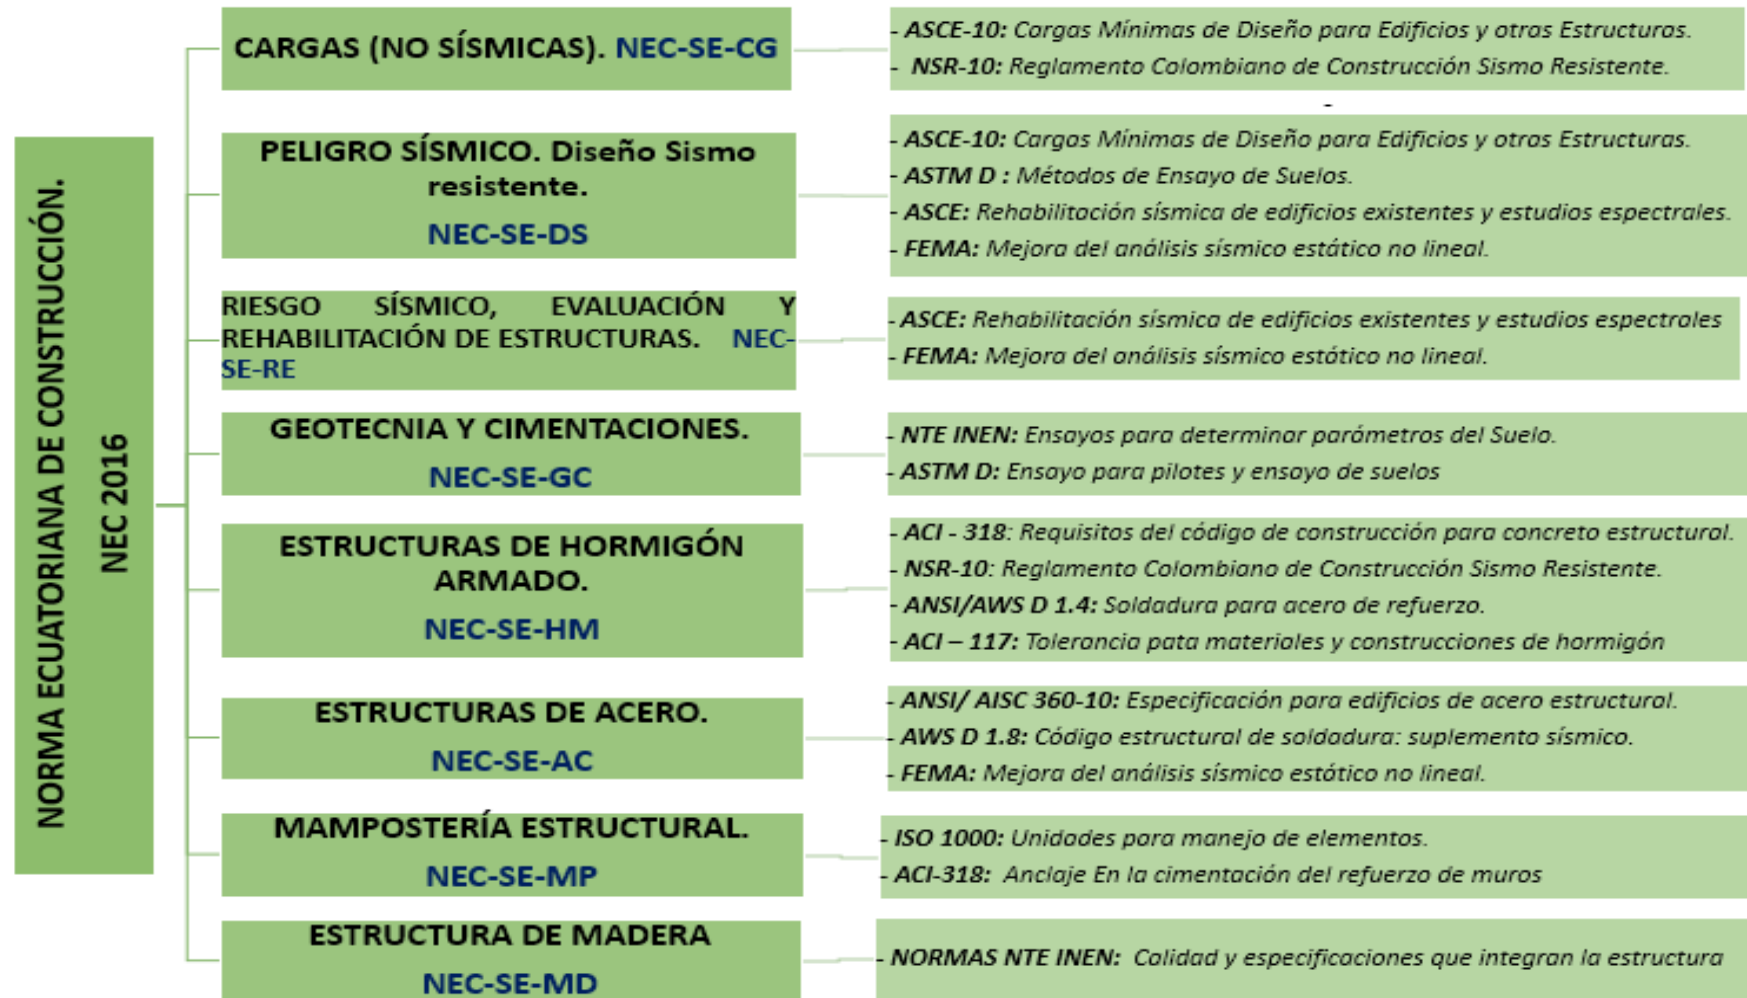 NORMA ECUATORIANA DE CONSTRUCCIÓN.
NEC 2016
CARGAS (NO SÍSMICAS). NEC-SE-CG
- ASCE-10: Cargas Mínimas de Diseño para Edificios y otras Estructuras.
- NSR-10: Reglamento Colombiano de Construcción Sismo Resistente.
PELIGRO SÍSMICO. Diseño Sismo
resistente.
NEC-SE-DS
- ASCE-10: Cargas Mínimas de Diseño para Edificios y otras Estructuras.
- ASTM D : Métodos de Ensayo de Suelos.
- ASCE: Rehabilitación sísmica de edificios existentes y estudios espectrales.
- FEMA: Mejora del análisis sísmico estático no lineal.
RIESGO SÍSMICO, EVALUACIÓN Y
REHABILITACIÓN DE ESTRUCTURAS. NEC-
SE-RE
- ASCE: Rehabilitación sísmica de edificios existentes y estudios espectrales
- FEMA: Mejora del análisis sísmico estático no lineal.
GEOTECNIA Y CIMENTACIONES.
NEC-SE-GC
- NTE INEN: Ensayos para determinar parámetros del Suelo.
- ASTM D: Ensayo para pilotes y ensayo de suelos
ESTRUCTURAS DE HORMIGÓN
ARMADO.
NEC-SE-HM
- ACI - 318: Requisitos del código de construcción para concreto estructural.
- NSR-10: Reglamento Colombiano de Construcción Sismo Resistente.
- ANSI/AWS D 1.4: Soldadura para acero de refuerzo.
- ACI – 117: Tolerancia pata materiales y construcciones de hormigón
ESTRUCTURAS DE ACERO.
NEC-SE-AC
- ANSI/ AISC 360-10: Especificación para edificios de acero estructural.
- AWS D 1.8: Código estructural de soldadura: suplemento sísmico.
- FEMA: Mejora del análisis sísmico estático no lineal.
MAMPOSTERÍA ESTRUCTURAL.
NEC-SE-MP
- ISO 1000: Unidades para manejo de elementos.
- ACI-318: Anclaje En la cimentación del refuerzo de muros
ESTRUCTURA DE MADERA
NEC-SE-MD
- NORMAS NTE INEN: Calidad y especificaciones que integran la estructura